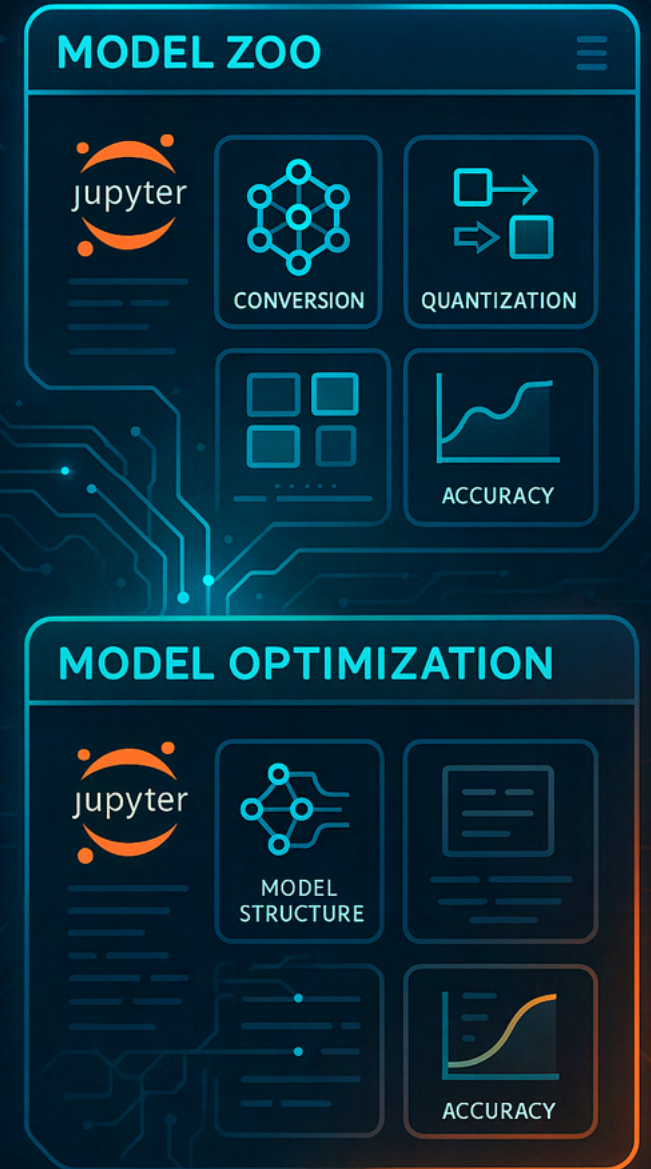 MODEL ZOO
jupyter
CONVERSION
QUANTIZATION
ACCURACY
MODEL OPTIMIZATION
jupyter
MODEL
STRUCTURE
ACCURACY